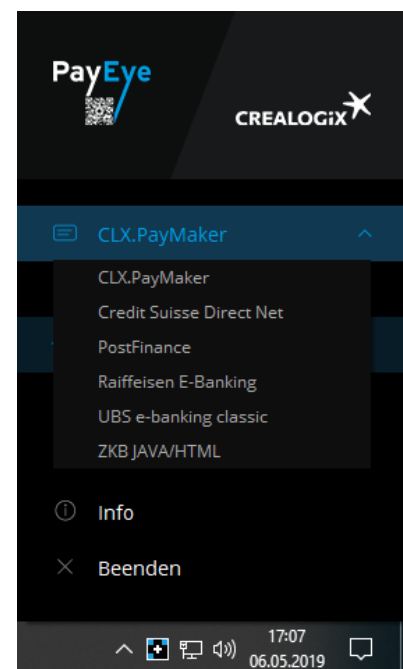 PayEye
CREALOGiX
CLX.PayMaker
CLX.PayMaker
Credit Suisse Direct Net
PostFinance
Raiffeisen E-Banking
UBS e-banking classic
ZKB JAVA/HTML
Info
Beenden
17:07
06.05.2019